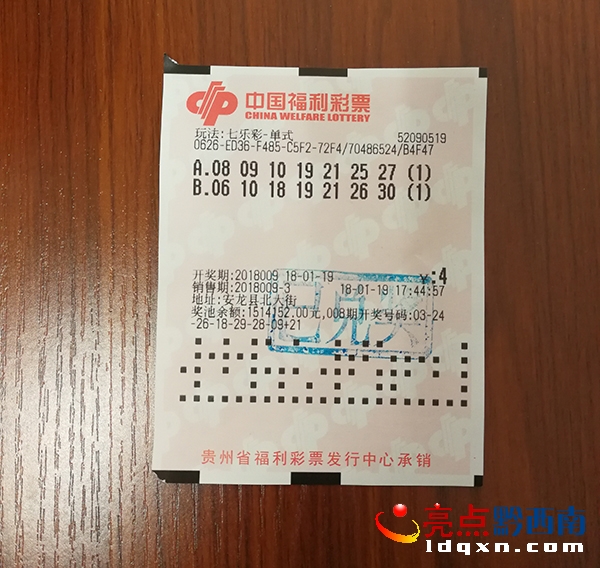 中国福利彩票
CHINA WELFARE LOTTERY
玩法:七乐彩-单式 52090519
0626-ED36-F485-C5F2-72F4/70486524/B4F47
A.08 09 10 19 21 25 27 (1)
B.06 10 18 19 21 26 30 (1)
开奖期:2018009 18-01-19 ¥:4
销售期:2018009-3 18-01-19 17:44:57
地址:安龙县北大街
奖池余额:1514152.00元,008期开奖号码:03-24
-26-18-29-28-09+21
已兑奖
贵州省福利彩票发行中心承销
亮点黔西南
ldqxn.com